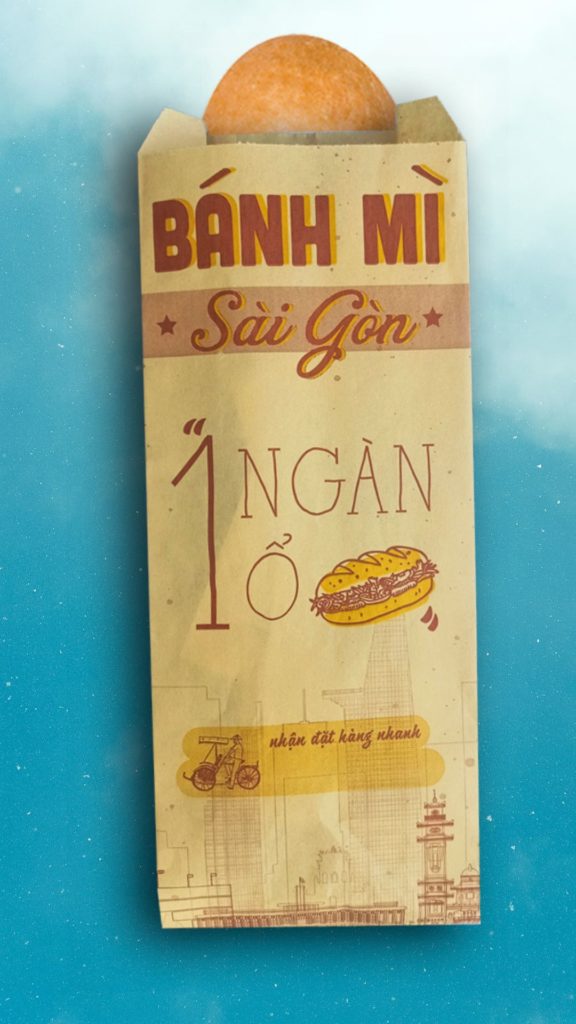 BÁNH MÌ
Sài Gòn
"1 NGÀN
Ổ "
nhận đặt hàng nhanh